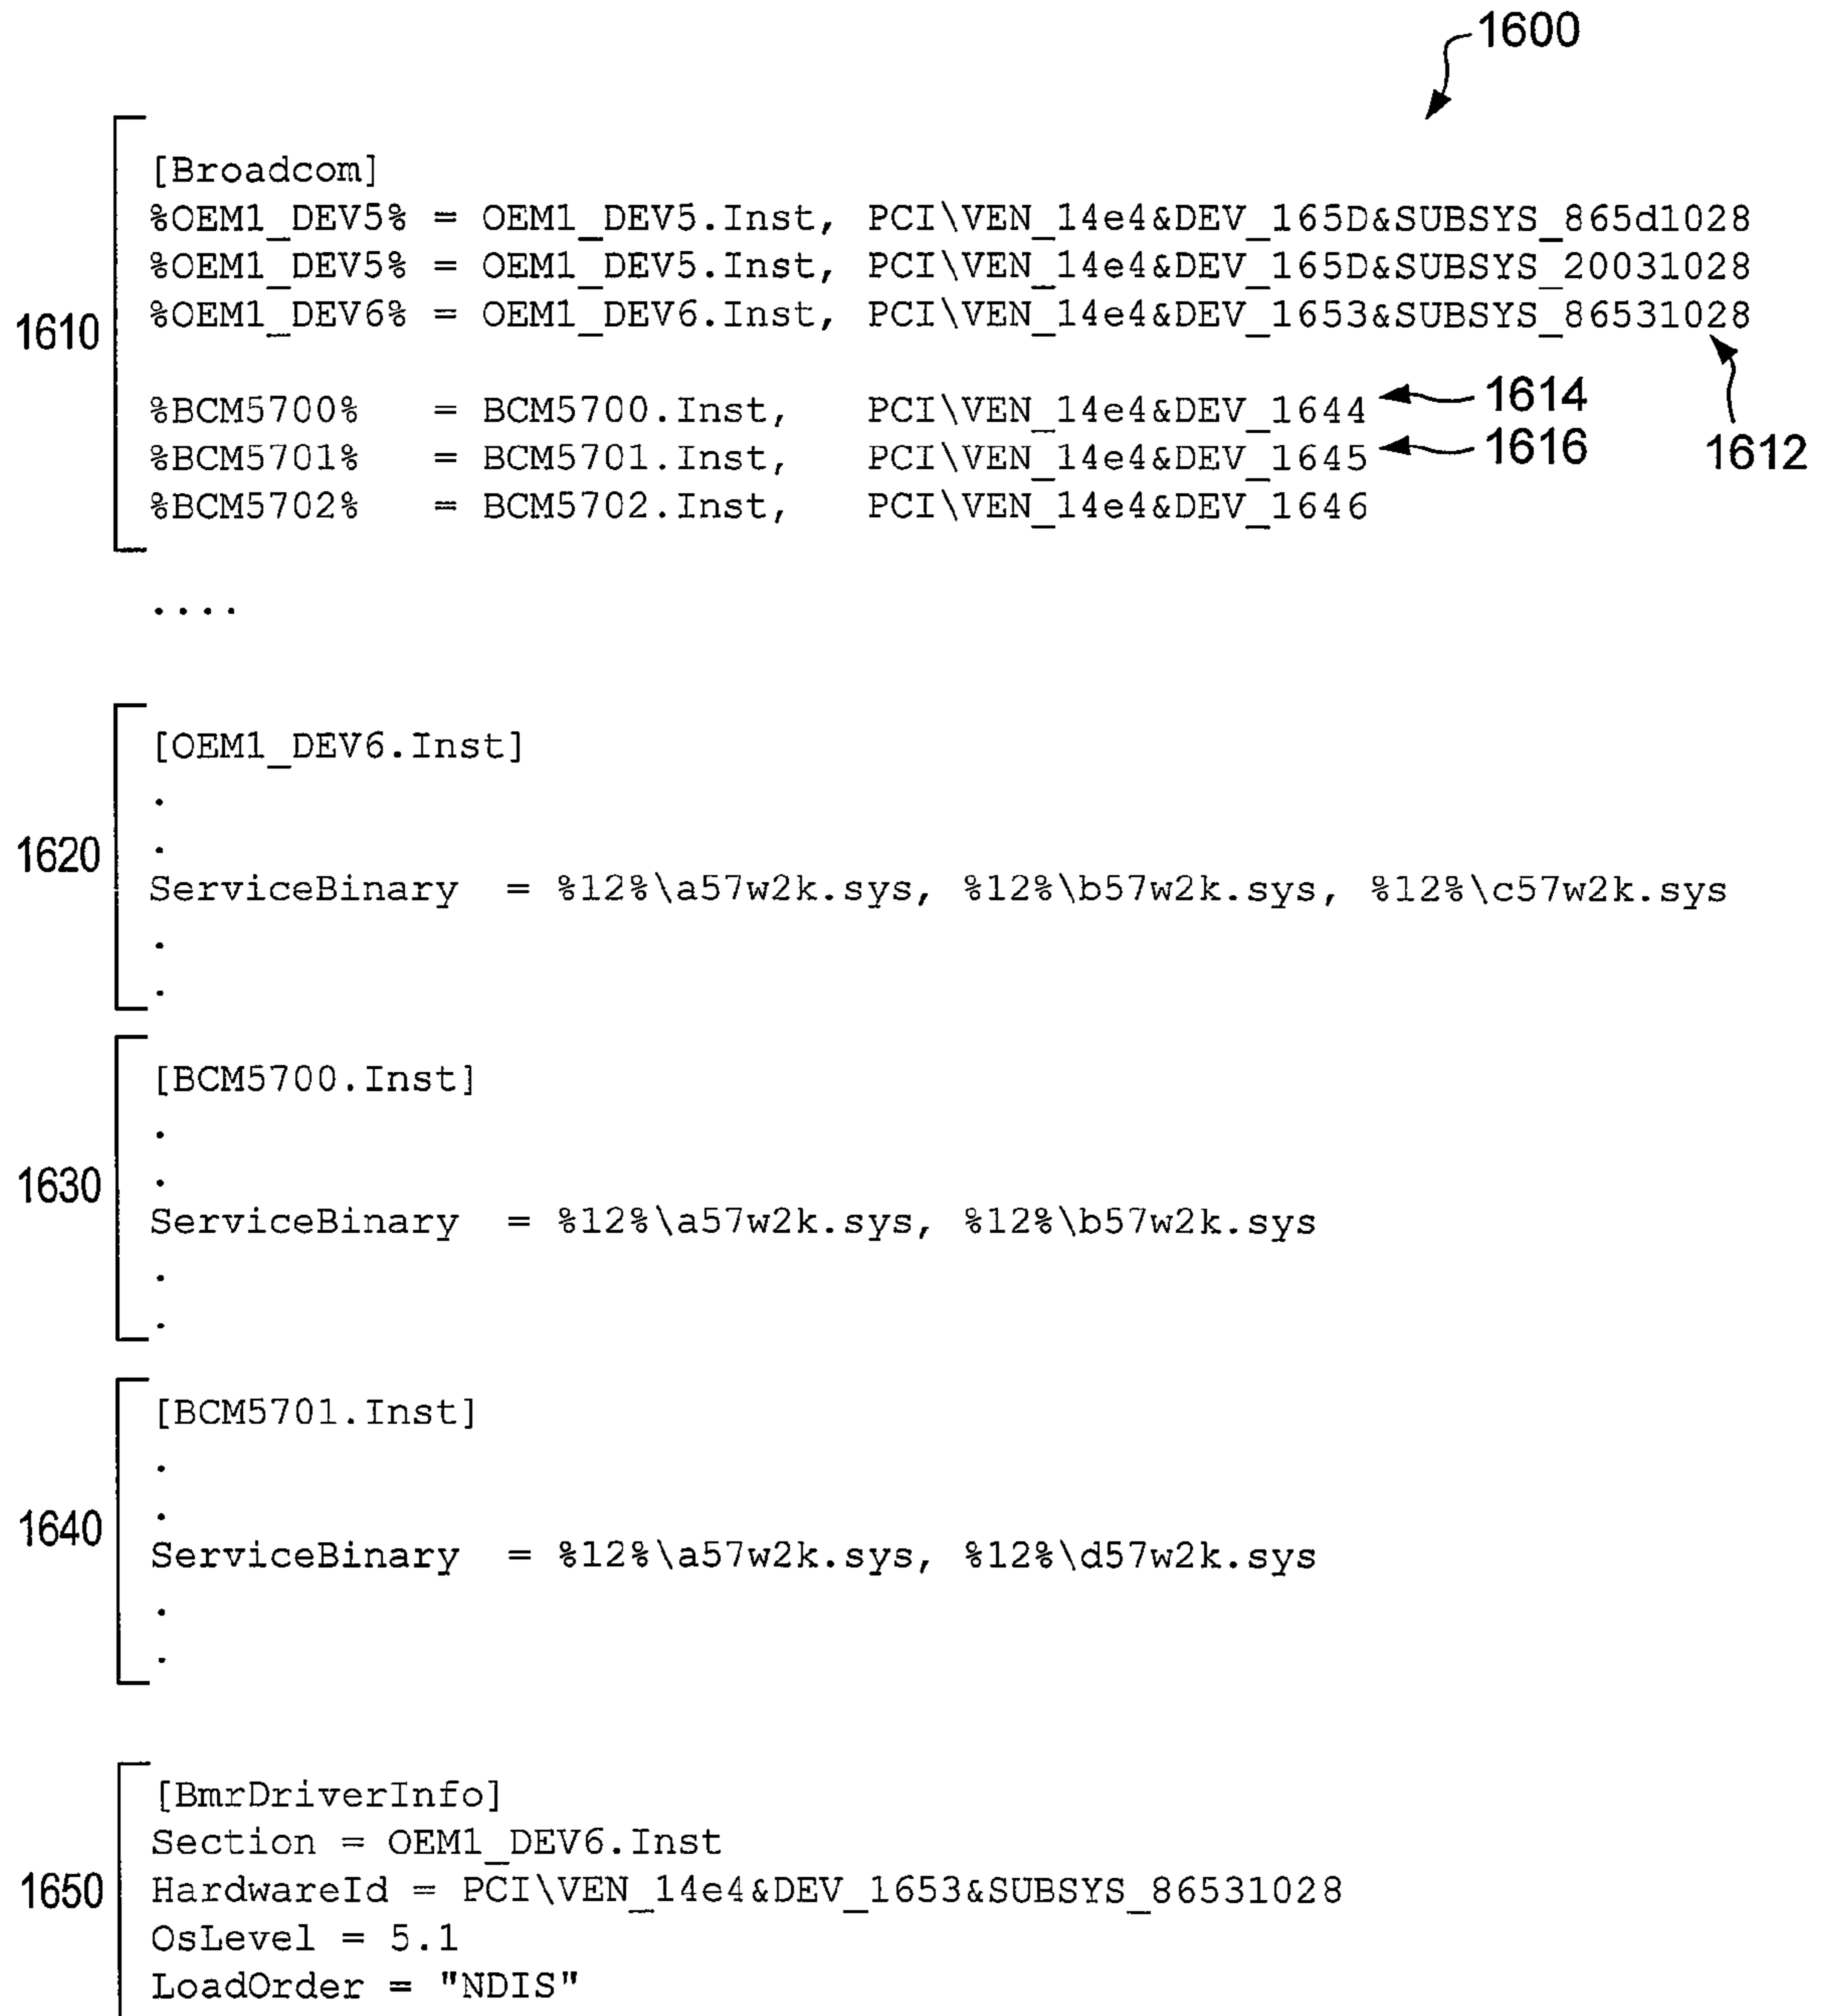 1600
[Broadcom]
%OEM1_DEV5% = OEM1_DEV5.Inst, PCI\VEN_14e4&DEV_165D&SUBSYS_865d1028
%OEM1_DEV5% = OEM1_DEV5.Inst, PCI\VEN_14e4&DEV_165D&SUBSYS_20031028
%OEM1_DEV6% = OEM1_DEV6.Inst, PCI\VEN_14e4&DEV_1653&SUBSYS_86531028
1610
%BCM5700% = BCM5700.Inst, PCI\VEN_14e4&DEV_1644 1614
%BCM5701% = BCM5701.Inst, PCI\VEN_14e4&DEV_1645 1616 1612
%BCM5702% = BCM5702.Inst, PCI\VEN_14e4&DEV_1646
....
[OEM1_DEV6.Inst]
.
.
1620
ServiceBinary = %12%\a57w2k.sys, %12%\b57w2k.sys, %12%\c57w2k.sys
.
.
[BCM5700.Inst]
.
.
1630
ServiceBinary = %12%\a57w2k.sys, %12%\b57w2k.sys
.
.
[BCM5701.Inst]
.
.
1640
ServiceBinary = %12%\a57w2k.sys, %12%\d57w2k.sys
.
.
[BmrDriverInfo]
Section = OEM1_DEV6.Inst
1650 HardwareId = PCI\VEN_14e4&DEV_1653&SUBSYS_86531028
OsLevel = 5.1
LoadOrder = "NDIS"